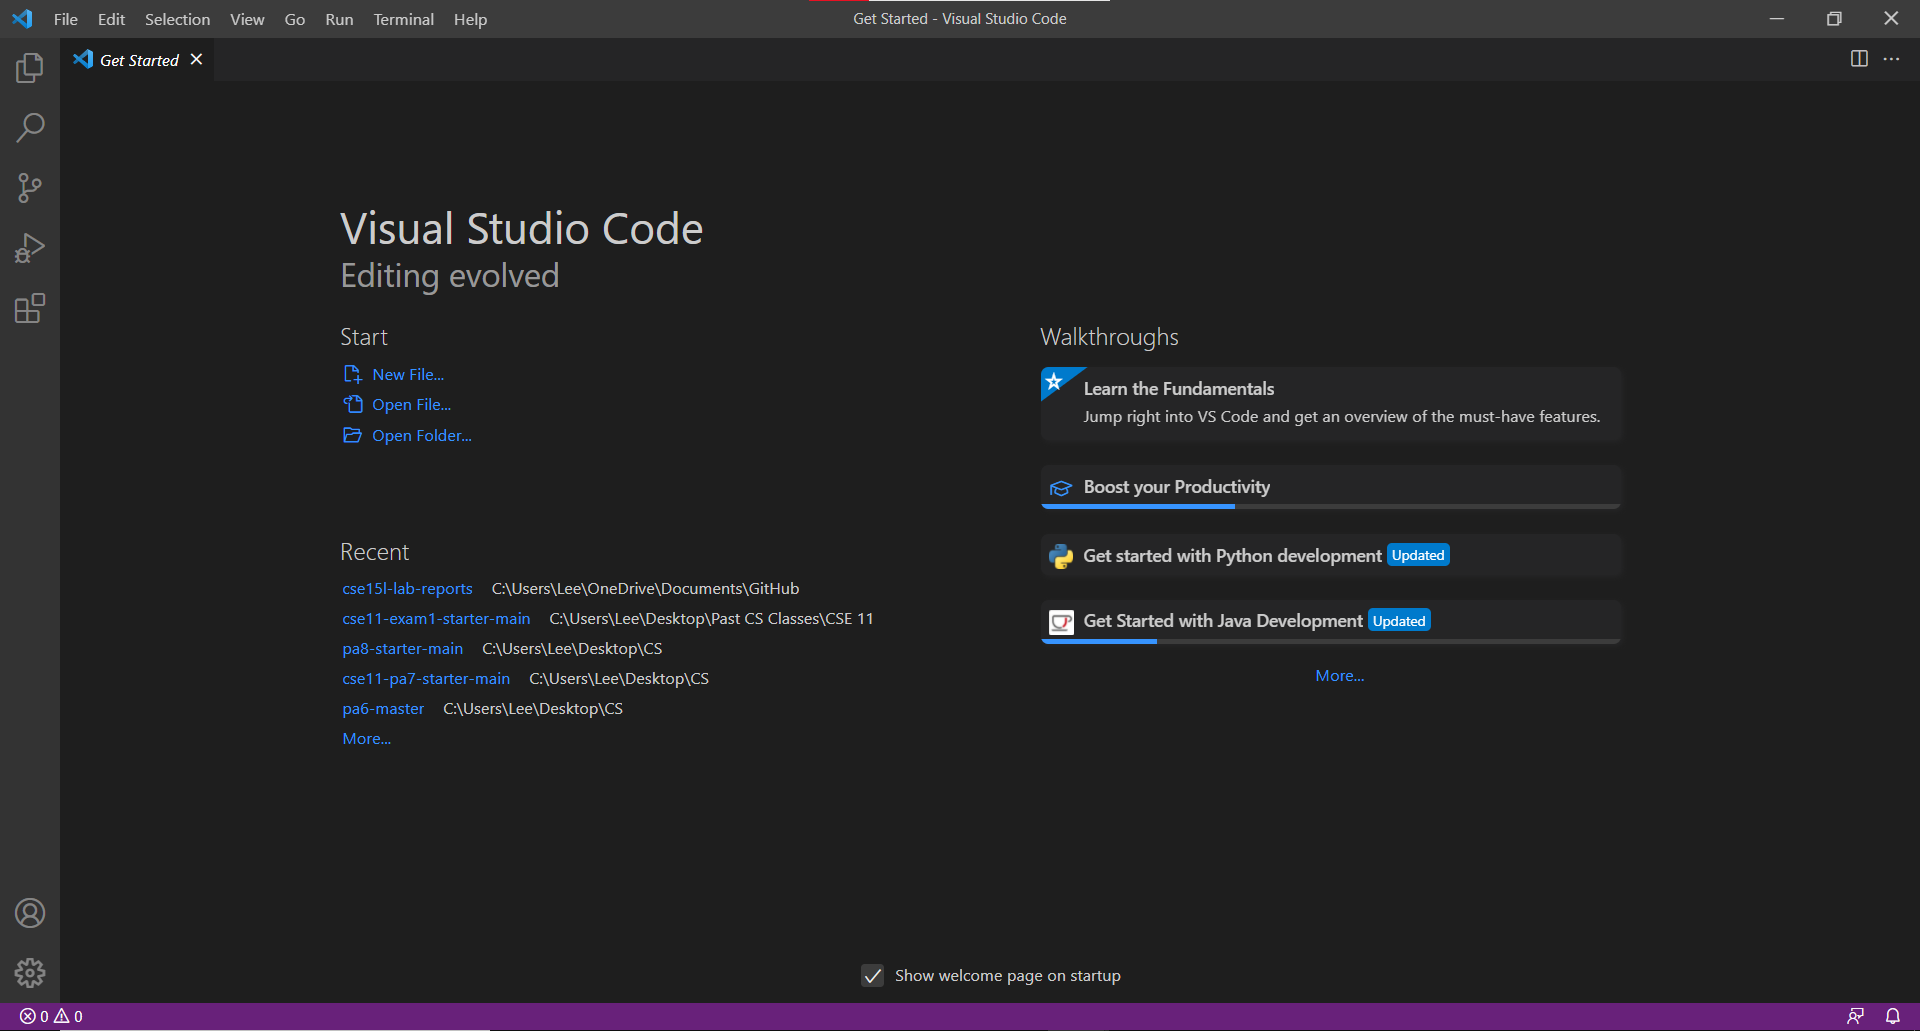 File Edit Selection View Go Run Terminal Help
Get Started - Visual Studio Code
Get Started
Visual Studio Code
Editing evolved
Start
New File...
Open File...
Open Folder...
Recent
cse15l-lab-reports C:\Users\Lee\OneDrive\Documents\GitHub
cse11-exam1-starter-main C:\Users\Lee\Desktop\Past CS Classes\CSE 11
pa8-starter-main C:\Users\Lee\Desktop\CS
cse11-pa7-starter-main C:\Users\Lee\Desktop\CS
pa6-master C:\Users\Lee\Desktop\CS
More...
Walkthroughs
Learn the Fundamentals
Jump right into VS Code and get an overview of the must-have features.
Boost your Productivity
Get started with Python development Updated
Get Started with Java Development Updated
More...
Show welcome page on startup
0 0